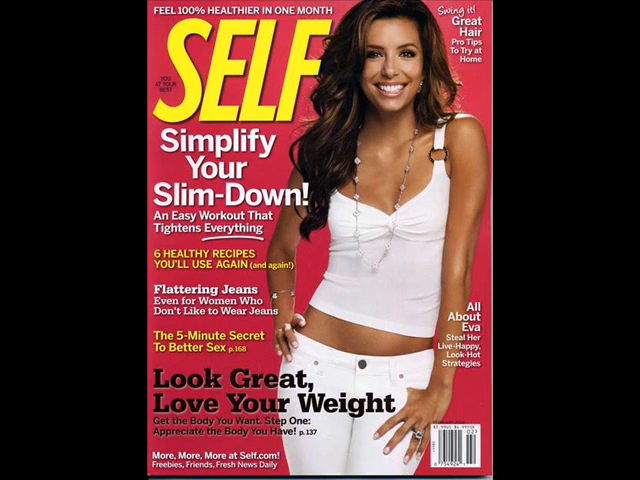 FEEL 100% HEALTHIER IN ONE MONTH
Swing it!
Great
Hair
Pro Tips
To Try at
Home
SELF
YOU
AT YOUR
BEST
Simplify
Your
Slim-Down!
An Easy Workout That
Tightens Everything
6 HEALTHY RECIPES
YOU'LL USE AGAIN (and again!)
Flattering Jeans
Even for Women Who
Don't Like to Wear Jeans
The 5-Minute Secret
To Better Sex p.168
All
About
Eva
Steal Her
Live-Happy,
Look-Hot
Strategies
Look Great,
Love Your Weight
Get the Body You Want. Step One:
Appreciate the Body You Have! p.137
More, More, More at Self.com!
Freebies, Friends, Fresh News Daily
02>